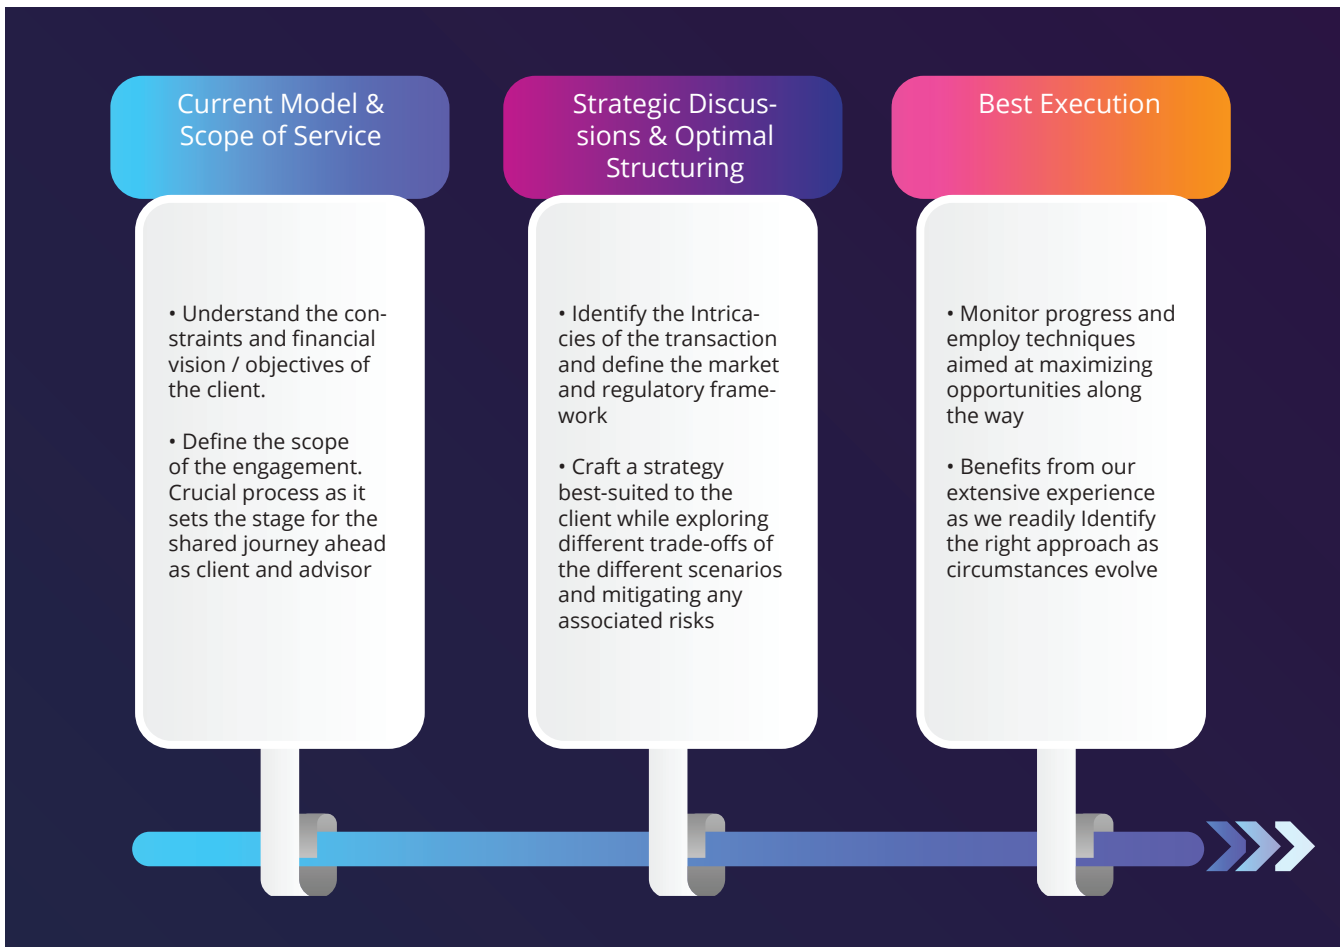 Current Model &
Scope of Service
• Understand the con-
straints and financial
vision / objectives of
the client.
• Define the scope
of the engagement.
Crucial process as it
sets the stage for the
shared journey ahead
as client and advisor
Strategic Discus-
sions & Optimal
Structuring
• Identify the Intrica-
cies of the transaction
and define the market
and regulatory frame-
work
• Craft a strategy
best-suited to the
client while exploring
different trade-offs of
the different scenarios
and mitigating any
associated risks
Best Execution
• Monitor progress and
employ techniques
aimed at maximizing
opportunities along
the way
• Benefits from our
extensive experience
as we readily Identify
the right approach as
circumstances evolve